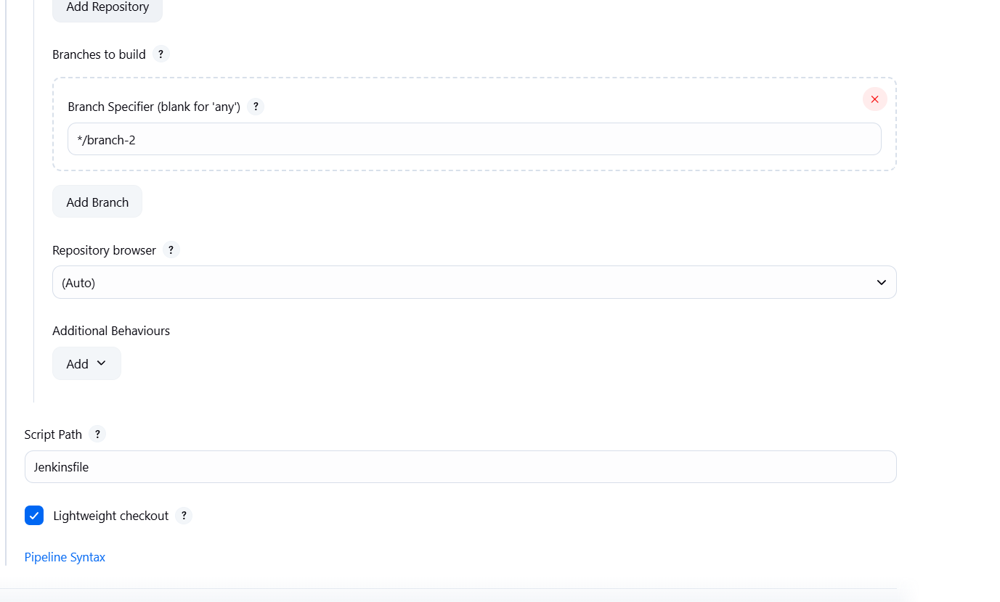 Add Repository
Branches to build ?
Branch Specifier (blank for 'any') ?
*/branch-2
Add Branch
Repository browser ?
(Auto)
Additional Behaviours
Add
Script Path ?
Jenkinsfile
Lightweight checkout ?
Pipeline Syntax